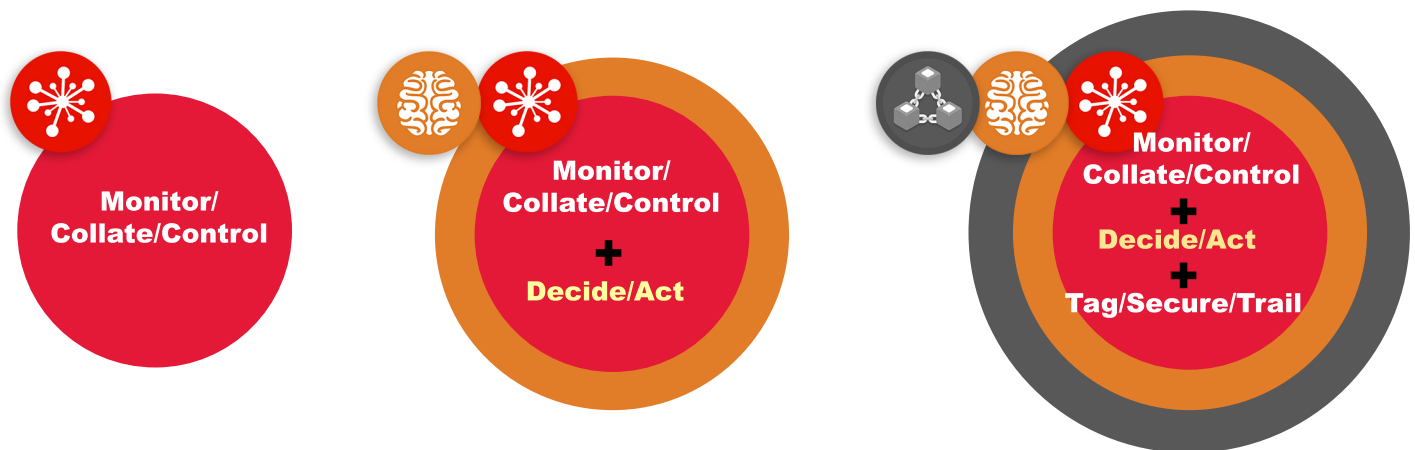 Monitor/
Collate/Control
Monitor/
Collate/Control
+
Decide/Act
Monitor/
Collate/Control
+
Decide/Act
+
Tag/Secure/Trail